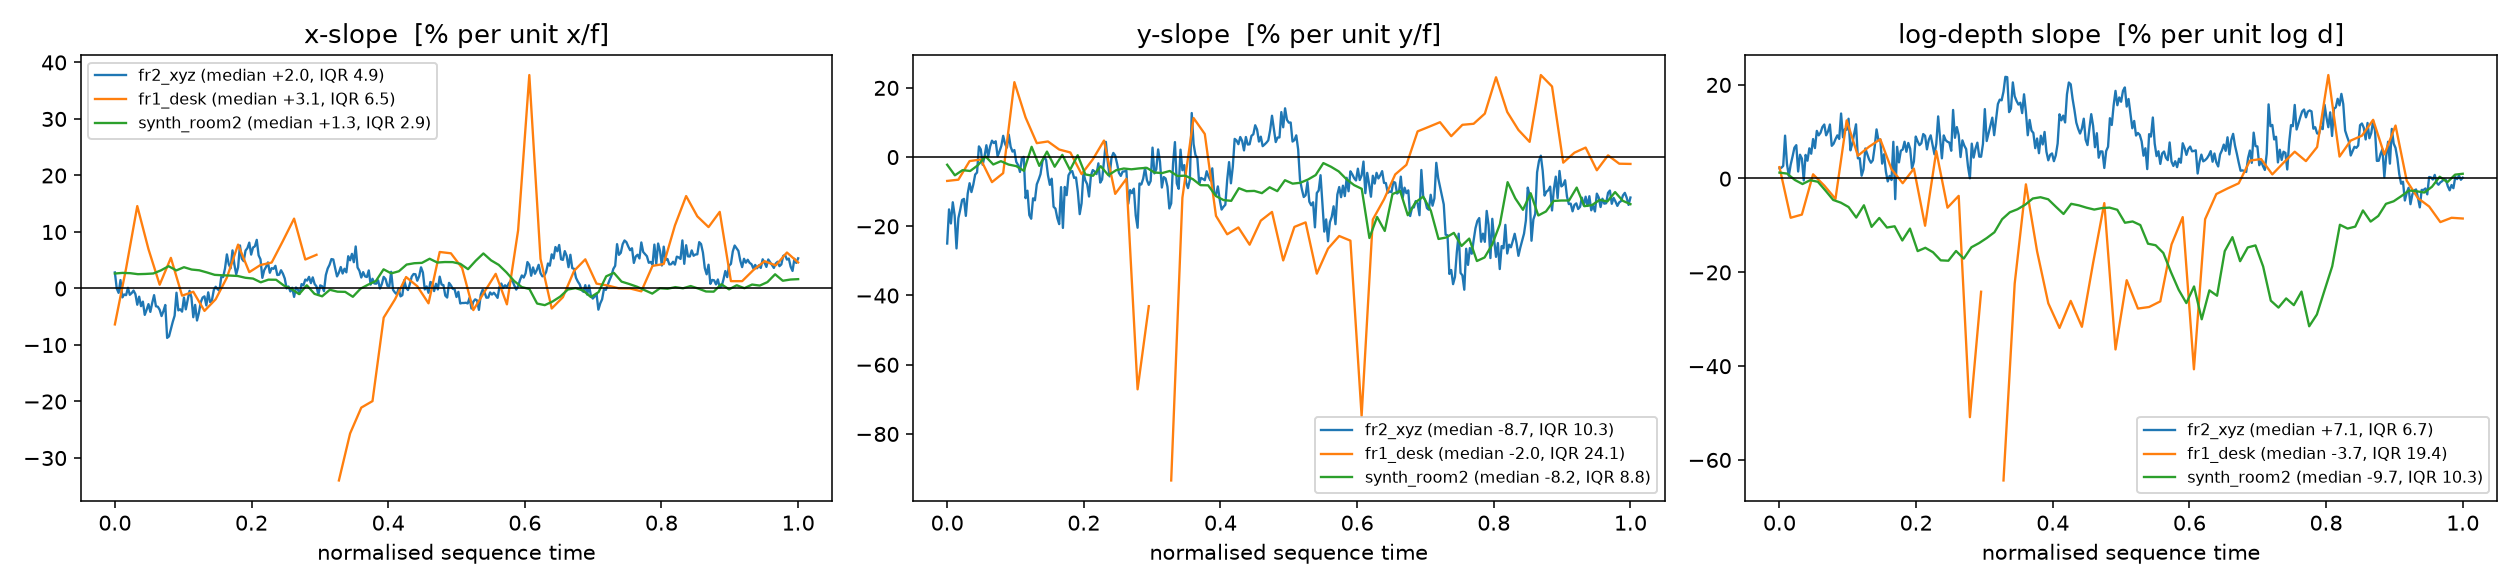 x-slope  [% per unit x/f]
40
30
20
10
0
−10
−20
−30
fr2_xyz (median +2.0, IQR 4.9)
fr1_desk (median +3.1, IQR 6.5)
synth_room2 (median +1.3, IQR 2.9)
0.0 0.2 0.4 0.6 0.8 1.0
normalised sequence time
y-slope  [% per unit y/f]
20
0
−20
−40
−60
−80
fr2_xyz (median -8.7, IQR 10.3)
fr1_desk (median -2.0, IQR 24.1)
synth_room2 (median -8.2, IQR 8.8)
0.0 0.2 0.4 0.6 0.8 1.0
normalised sequence time
log-depth slope  [% per unit log d]
20
0
−20
−40
−60
fr2_xyz (median +7.1, IQR 6.7)
fr1_desk (median -3.7, IQR 19.4)
synth_room2 (median -9.7, IQR 10.3)
0.0 0.2 0.4 0.6 0.8 1.0
normalised sequence time